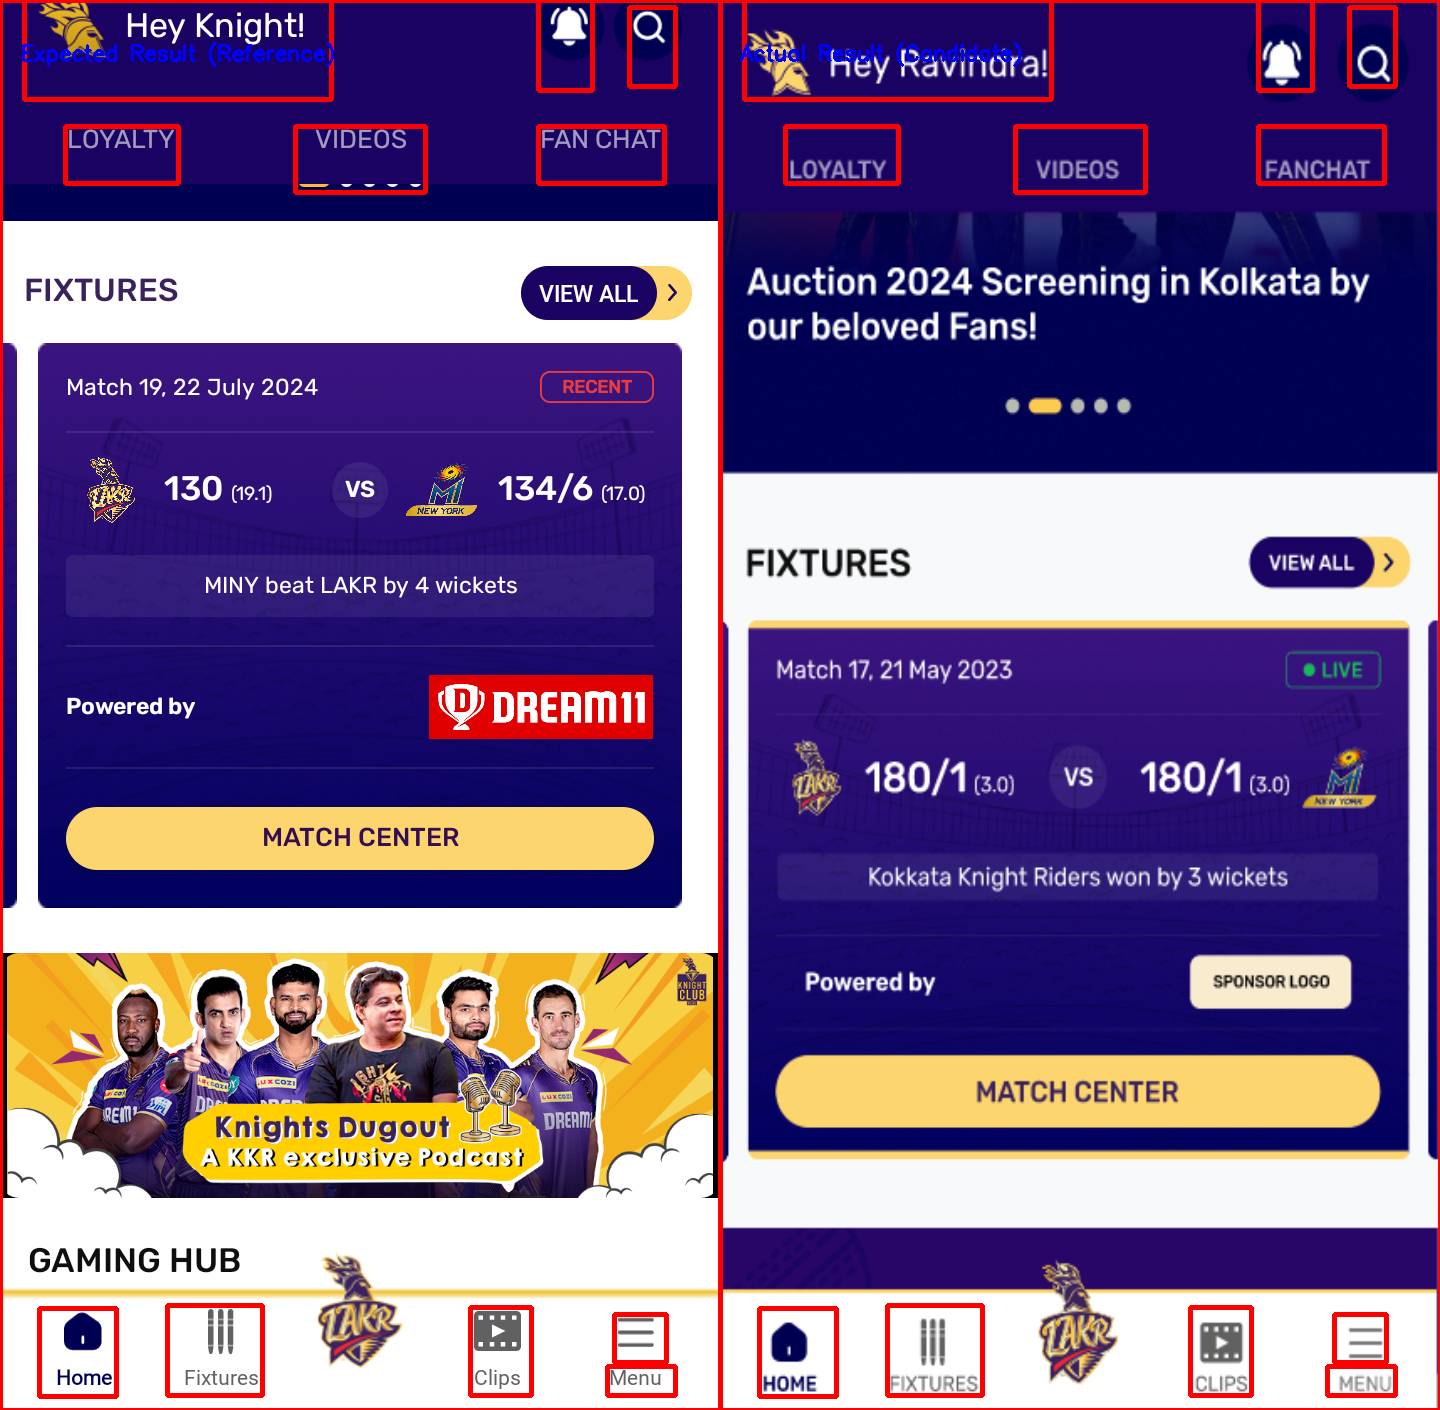 Hey Knight!
Expected Result (Reference)
LOYALTY VIDEOS FAN CHAT
FIXTURES
VIEW ALL
Match 19, 22 July 2024
RECENT
130 (19.1) VS 134/6 (17.0)
LAKR
MI
NEW YORK
MINY beat LAKR by 4 wickets
Powered by
DREAM11
MATCH CENTER
KNIGHT
CLUB
LUXCOZI
LUXCOZI
LUXCOZI
DREAM11
DREAM
Knights Dugout
A KKR exclusive Podcast
GAMING HUB
LAKR
Home Fixtures Clips Menu
Hey Ravindra!
Actual Result (Candidate)
LOYALTY VIDEOS FANCHAT
Auction 2024 Screening in Kolkata by
our beloved Fans!
FIXTURES
VIEW ALL
Match 17, 21 May 2023
LIVE
180/1 (3.0) VS 180/1 (3.0)
LAKR
MI
NEW YORK
Kokkata Knight Riders won by 3 wickets
Powered by
SPONSOR LOGO
MATCH CENTER
LAKR
HOME FIXTURES CLIPS MENU